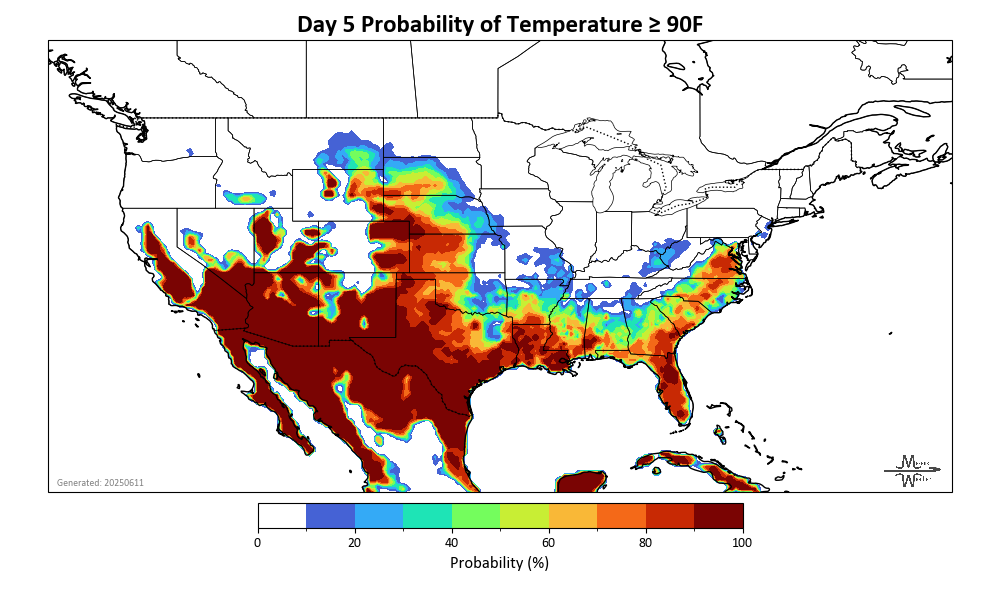 Day 5 Probability of Temperature ≥ 90F
Generated: 20250611
0 20 40 60 80 100
Probability (%)